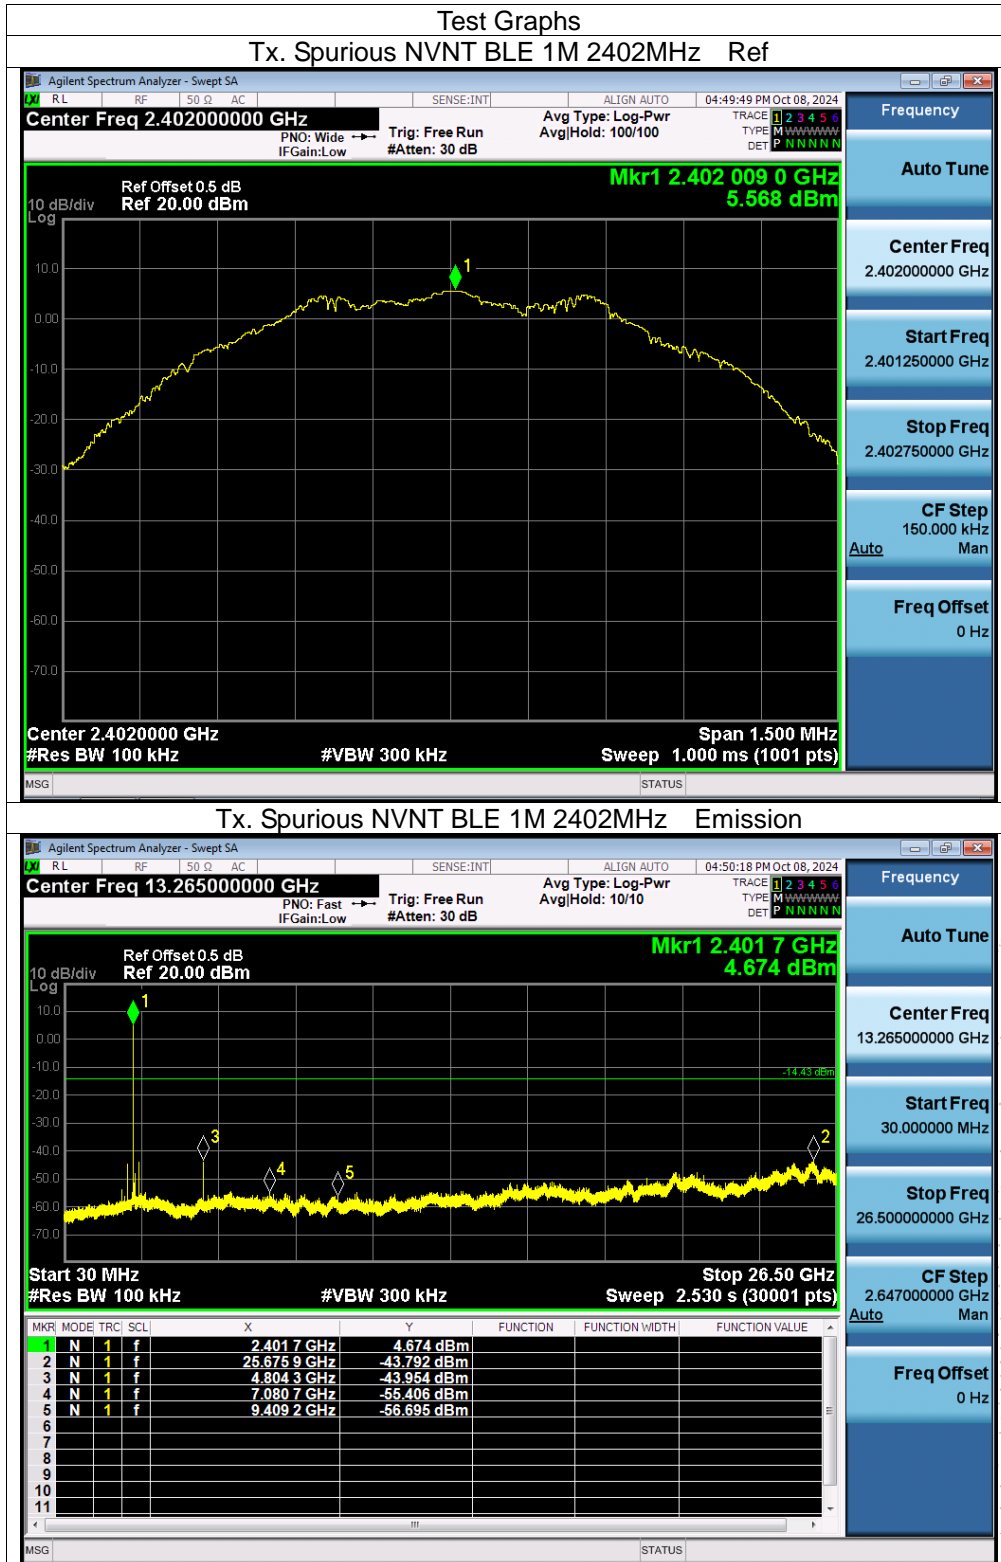 Test Graphs
Tx. Spurious NVNT BLE 1M 2402MHz Ref
Agilent Spectrum Analyzer - Swept SA
LXI RL RF 50 Ω AC SENSE:INT ALIGN AUTO 04:49:49 PM Oct 08, 2024
Center Freq 2.402000000 GHz
PNO: Wide
IFGain:Low
Trig: Free Run
#Atten: 30 dB
Avg Type: Log-Pwr
Avg|Hold: 100/100
TRACE 1 2 3 4 5 6
TYPE M WWWWW
DET P N N N N N
Mkr1 2.402 009 0 GHz
5.568 dBm
Ref Offset 0.5 dB
10 dB/div Ref 20.00 dBm
Log
1
10.0
0.00
-10.0
-20.0
-30.0
-40.0
-50.0
-60.0
-70.0
Center 2.4020000 GHz Span 1.500 MHz
#Res BW 100 kHz #VBW 300 kHz Sweep 1.000 ms (1001 pts)
MSG STATUS
Frequency
Auto Tune
Center Freq
2.402000000 GHz
Start Freq
2.401250000 GHz
Stop Freq
2.402750000 GHz
CF Step
150.000 kHz
Auto Man
Freq Offset
0 Hz
Tx. Spurious NVNT BLE 1M 2402MHz Emission
Agilent Spectrum Analyzer - Swept SA
LXI RL RF 50 Ω AC SENSE:INT ALIGN AUTO 04:50:18 PM Oct 08, 2024
Center Freq 13.265000000 GHz
PNO: Fast
IFGain:Low
Trig: Free Run
#Atten: 30 dB
Avg Type: Log-Pwr
Avg|Hold: 10/10
TRACE 1 2 3 4 5 6
TYPE M WWWWW
DET P N N N N N
Mkr1 2.401 7 GHz
4.674 dBm
Ref Offset 0.5 dB
10 dB/div Ref 20.00 dBm
Log
1
10.0
0.00
-10.0
-14.43 dBm
-20.0
-30.0
3
2
-40.0
4
5
-50.0
-60.0
-70.0
Start 30 MHz Stop 26.50 GHz
#Res BW 100 kHz #VBW 300 kHz Sweep 2.530 s (30001 pts)
MKR MODE TRC SCL X Y FUNCTION FUNCTION WIDTH FUNCTION VALUE
1 N 1 f 2.401 7 GHz 4.674 dBm
2 N 1 f 25.675 9 GHz -43.792 dBm
3 N 1 f 4.804 3 GHz -43.954 dBm
4 N 1 f 7.080 7 GHz -55.406 dBm
5 N 1 f 9.409 2 GHz -56.695 dBm
6
7
8
9
10
11
MSG STATUS
Frequency
Auto Tune
Center Freq
13.265000000 GHz
Start Freq
30.000000 MHz
Stop Freq
26.500000000 GHz
CF Step
2.647000000 GHz
Auto Man
Freq Offset
0 Hz